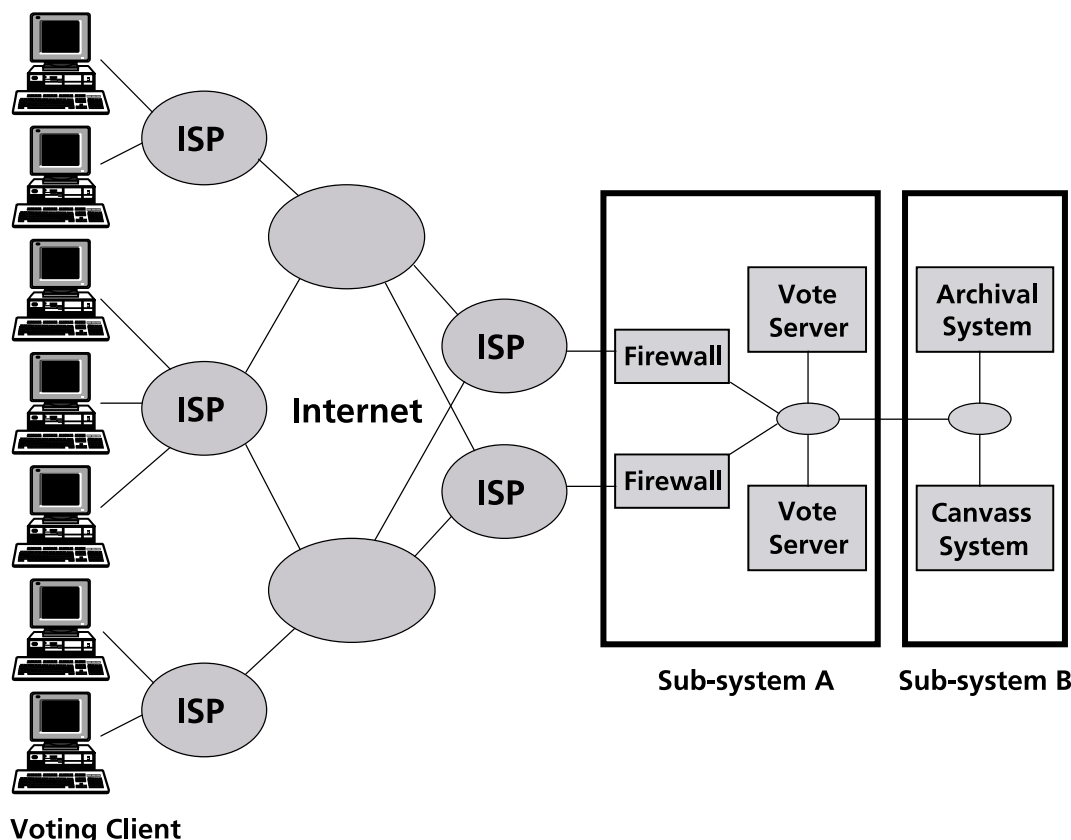 ISP
ISP
ISP
Internet
ISP
ISP
Firewall
Firewall
Vote
Server
Vote
Server
Archival
System
Canvass
System
Sub-system A
Sub-system B
Voting Client